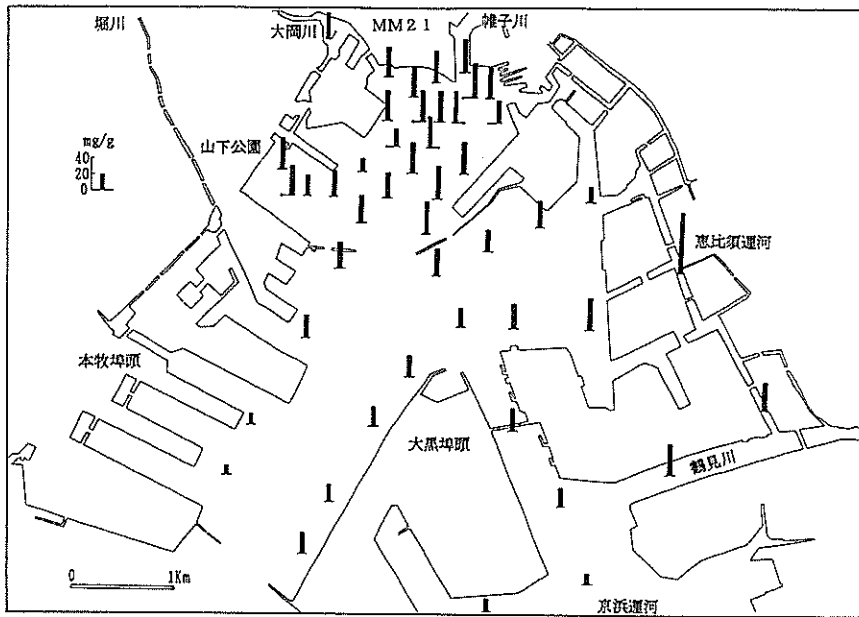 堀川
大岡川
MM21
帷子川
山下公園
mg/g
40
20
0
恵比須運河
本牧埠頭
大黒埠頭
鶴見川
0 1Km
京浜運河